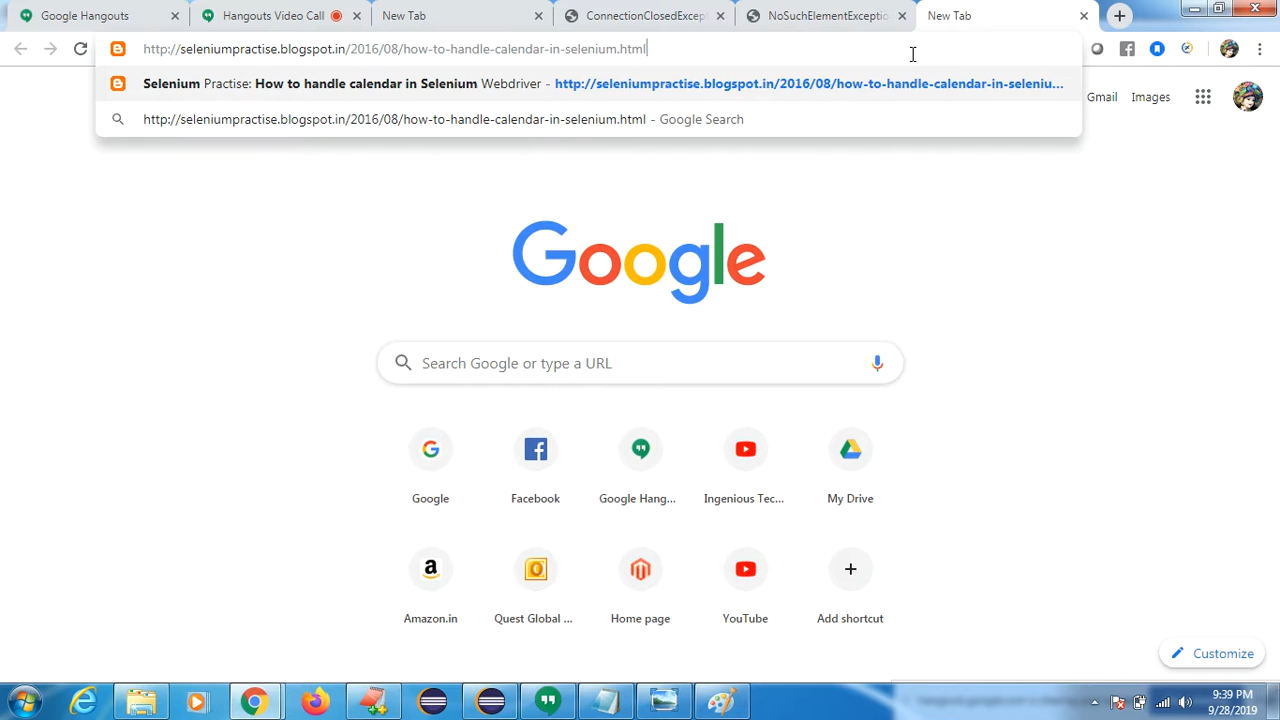 Google Hangouts
Hangouts Video Call
New Tab
ConnectionClosedExcep
NoSuchElementExceptio
New Tab
http://seleniumpractise.blogspot.in/2016/08/how-to-handle-calendar-in-selenium.html
Selenium Practise: How to handle calendar in Selenium Webdriver - http://seleniumpractise.blogspot.in/2016/08/how-to-handle-calendar-in-seleniu...
http://seleniumpractise.blogspot.in/2016/08/how-to-handle-calendar-in-selenium.html - Google Search
Gmail Images
Google
Search Google or type a URL
Google
Facebook
Google Hang...
Ingenious Tec...
My Drive
Amazon.in
Quest Global ...
Home page
YouTube
Add shortcut
Customize
9:39 PM
9/28/2019